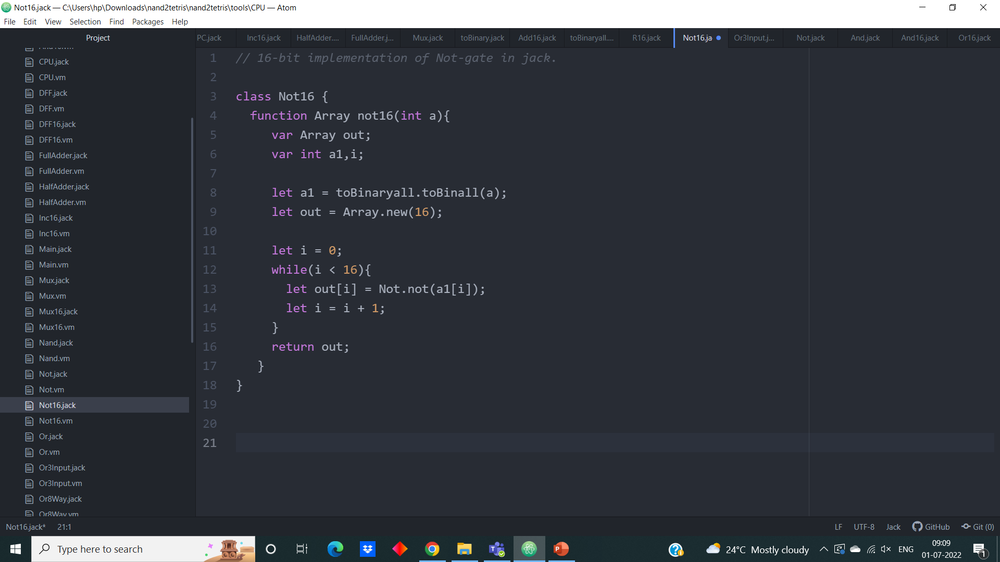 Not16.jack — C:\Users\hp\Downloads\nand2tetris\nand2tetris\tools\CPU — Atom
File Edit View Selection Find Packages Help
Project
PC.jack Inc16.jack HalfAdder.... FullAdder.j... Mux.jack toBinary.jack Add16.jack toBinaryall.... R16.jack Not16.ja Or3Input.j... Not.jack And.jack And16.jack Or16.jack
CPU.jack
CPU.vm
DFF.jack
DFF.vm
DFF16.jack
DFF16.vm
FullAdder.jack
FullAdder.vm
HalfAdder.jack
HalfAdder.vm
Inc16.jack
Inc16.vm
Main.jack
Main.vm
Mux.jack
Mux.vm
Mux16.jack
Mux16.vm
Nand.jack
Nand.vm
Not.jack
Not.vm
Not16.jack
Not16.vm
Or.jack
Or.vm
Or3Input.jack
Or3Input.vm
Or8Way.jack
Or8Way.vm
1 // 16-bit implementation of Not-gate in jack.
2
3 class Not16 {
4 function Array not16(int a){
5 var Array out;
6 var int a1,i;
7
8 let a1 = toBinaryall.toBinall(a);
9 let out = Array.new(16);
10
11 let i = 0;
12 while(i < 16){
13 let out[i] = Not.not(a1[i]);
14 let i = i + 1;
15 }
16 return out;
17 }
18 }
19
20
21
Not16.jack* 21:1 LF UTF-8 Jack GitHub Git (0)
Type here to search
24°C Mostly cloudy ENG 09:09
01-07-2022
1